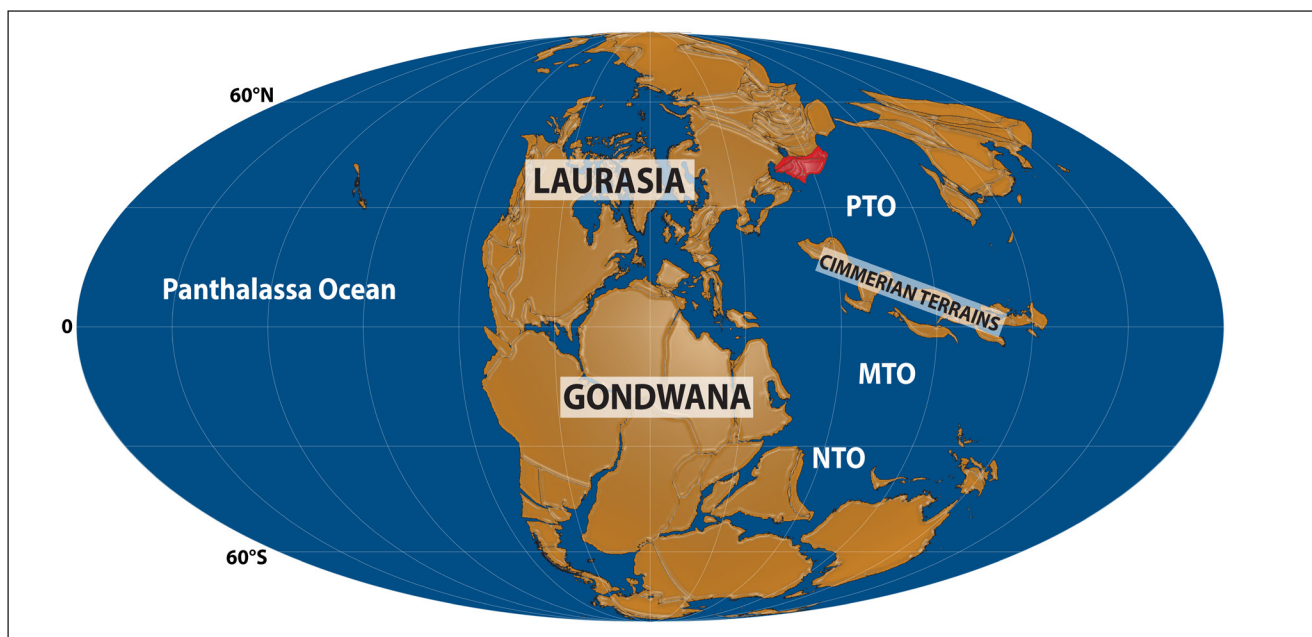 60°N
LAURASIA
PTO
CIMMERIAN TERRAINS
Panthalassa Ocean
0
MTO
GONDWANA
NTO
60°S